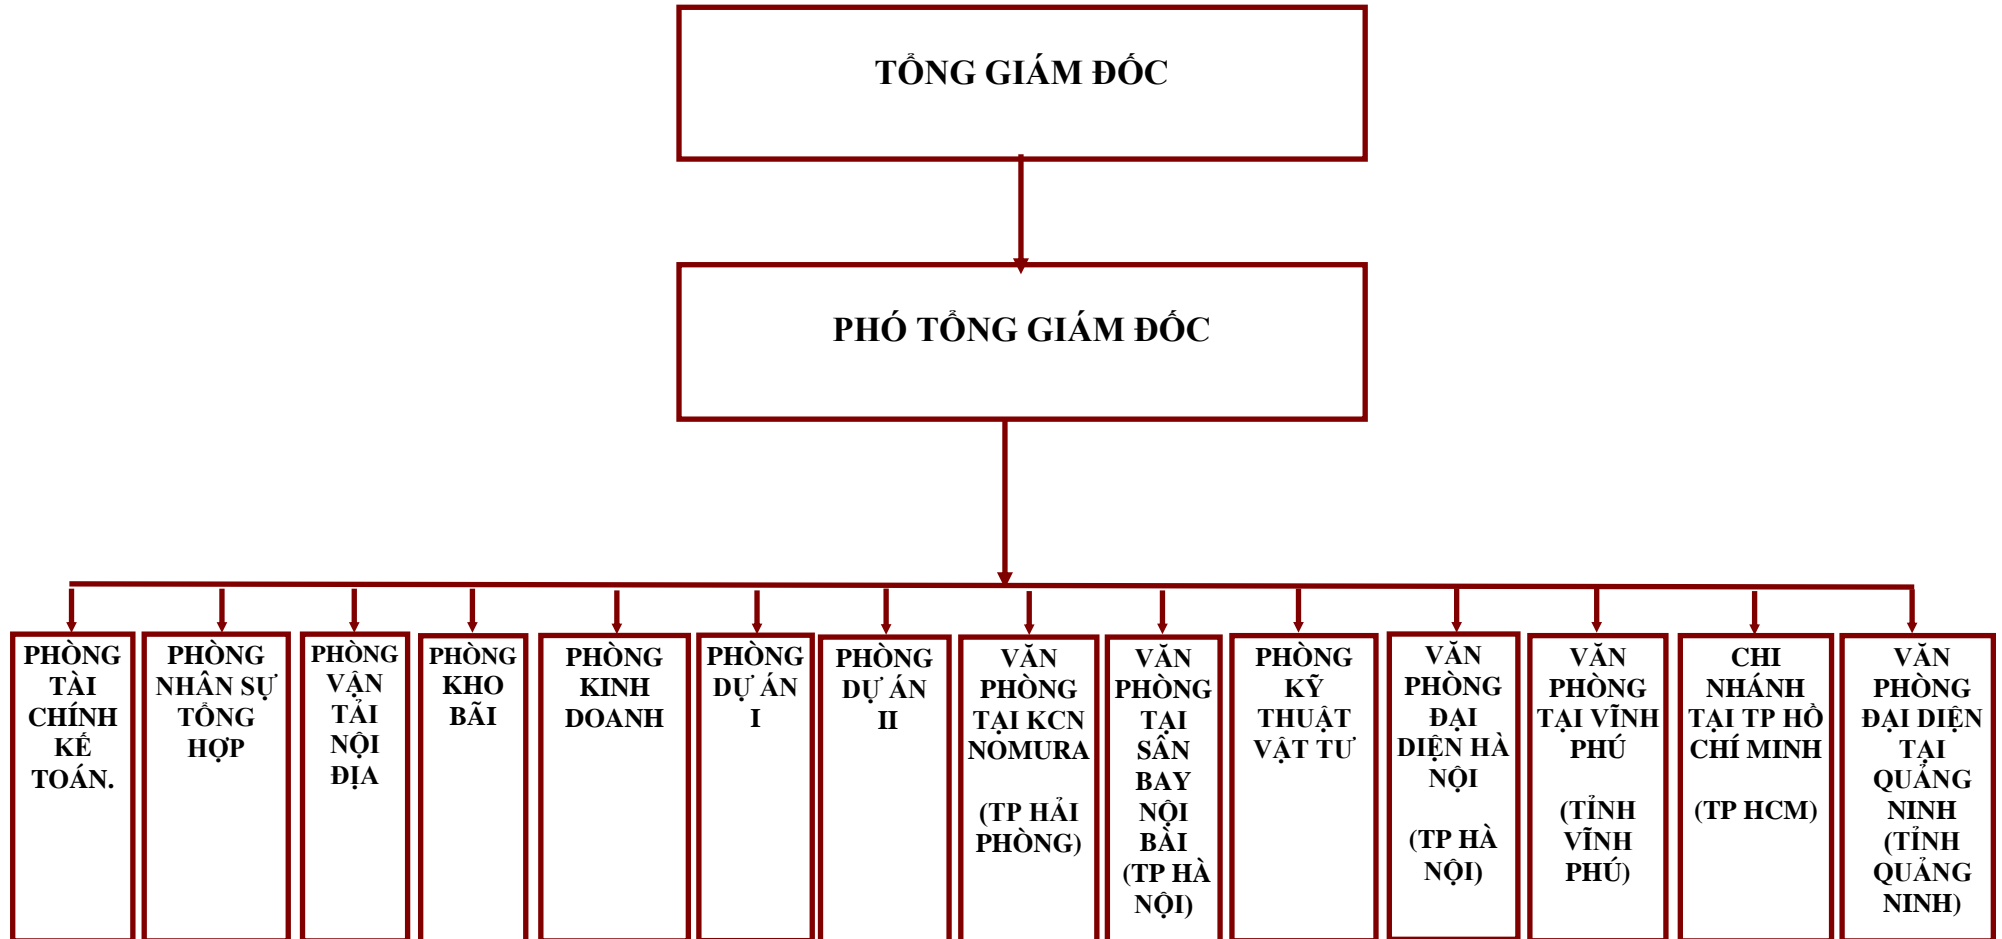 TỔNG GIÁM ĐỐC
PHÓ TỔNG GIÁM ĐỐC
PHÒNG
TÀI
CHÍNH
KẾ
TOÁN.
PHÒNG
NHÂN SỰ
TỔNG
HỢP
PHÒNG
VẬN
TẢI
NỘI
ĐỊA
PHÒNG
KHO
BÃI
PHÒNG
KINH
DOANH
PHÒNG
DỰ ÁN
I
PHÒNG
DỰ ÁN
II
VĂN
PHÒNG
TẠI KCN
NOMURA
(TP HẢI
PHÒNG)
VĂN
PHÒNG
TẠI
SÂN
BAY
NỘI
BÀI
(TP HÀ
NỘI)
PHÒNG
KỸ
THUẬT
VẬT TƯ
VĂN
PHÒNG
ĐẠI
DIỆN HÀ
NỘI
(TP HÀ
NỘI)
VĂN
PHÒNG
TẠI VĨNH
PHÚ
(TỈNH
VĨNH
PHÚ)
CHI
NHÁNH
TẠI TP HỒ
CHÍ MINH
(TP HCM)
VĂN
PHÒNG
ĐẠI DIỆN
TẠI
QUẢNG
NINH
(TỈNH
QUẢNG
NINH)